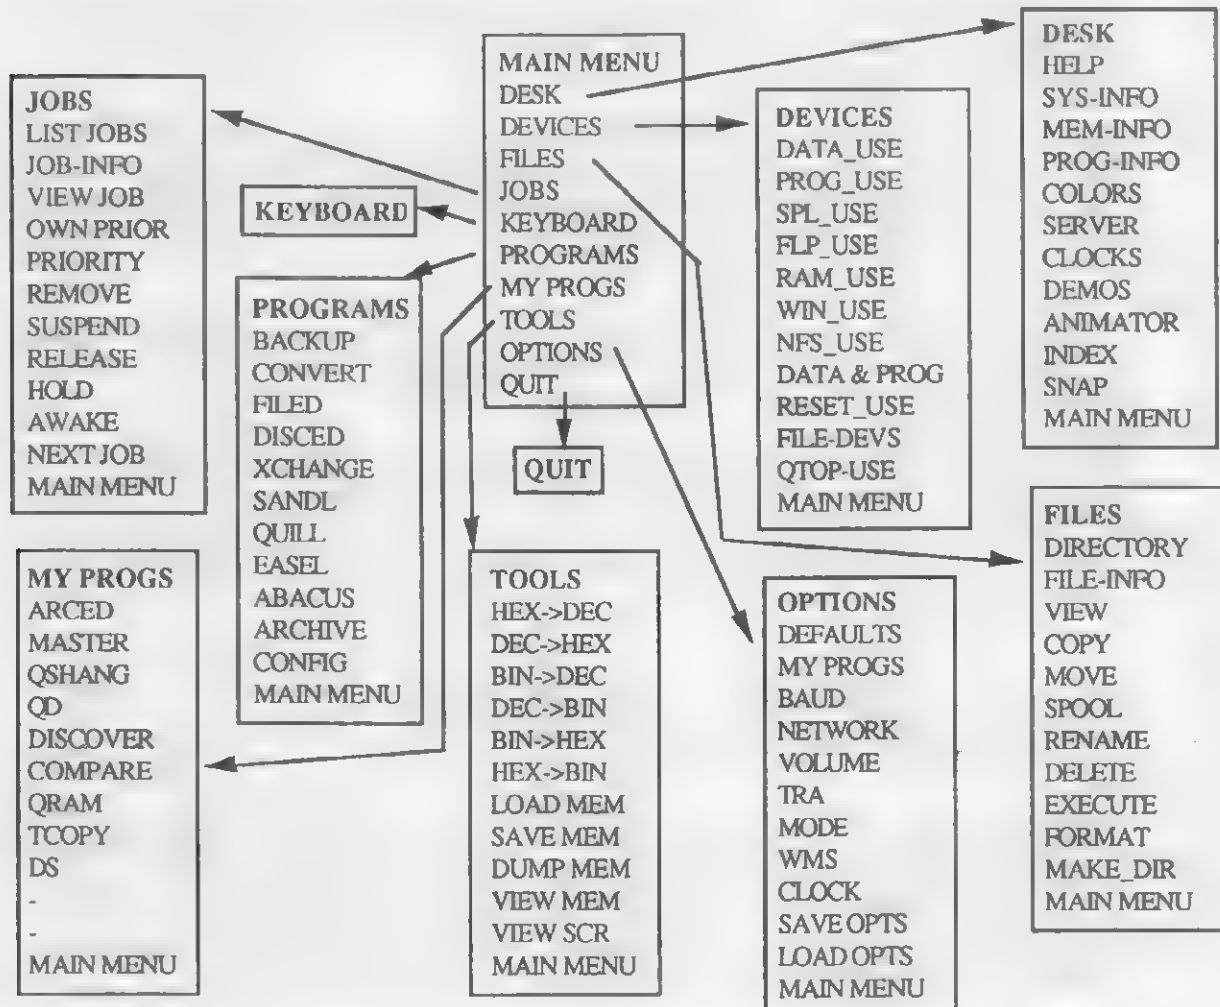 MAIN MENU
DESK
DEVICES
FILES
JOBS
KEYBOARD
PROGRAMS
MY PROGS
TOOLS
OPTIONS
QUIT
JOBS
LIST JOBS
JOB-INFO
VIEW JOB
OWN PRIOR
PRIORITY
REMOVE
SUSPEND
RELEASE
HOLD
AWAKE
NEXT JOB
MAIN MENU
KEYBOARD
PROGRAMS
BACKUP
CONVERT
FILED
DISCED
XCHANGE
SANDL
QUILL
EASEL
ABACUS
ARCHIVE
CONFIG
MAIN MENU
QUIT
DEVICES
DATA_USE
PROG_USE
SPL_USE
FLP_USE
RAM_USE
WIN_USE
NFS_USE
DATA & PROG
RESET_USE
FILE-DEVS
QTOP-USE
MAIN MENU
DESK
HELP
SYS-INFO
MEM-INFO
PROG-INFO
COLORS
SERVER
CLOCKS
DEMOS
ANIMATOR
INDEX
SNAP
MAIN MENU
MY PROGS
ARCED
MASTER
QSHANG
QD
DISCOVER
COMPARE
QRAM
TCOPY
DS
-
-
MAIN MENU
TOOLS
HEX->DEC
DEC->HEX
BIN->DEC
DEC->BIN
BIN->HEX
HEX->BIN
LOAD MEM
SAVE MEM
DUMP MEM
VIEW MEM
VIEW SCR
MAIN MENU
OPTIONS
DEFAULTS
MY PROGS
BAUD
NETWORK
VOLUME
TRA
MODE
WMS
CLOCK
SAVE OPTS
LOAD OPTS
MAIN MENU
FILES
DIRECTORY
FILE-INFO
VIEW
COPY
MOVE
SPOOL
RENAME
DELETE
EXECUTE
FORMAT
MAKE_DIR
MAIN MENU